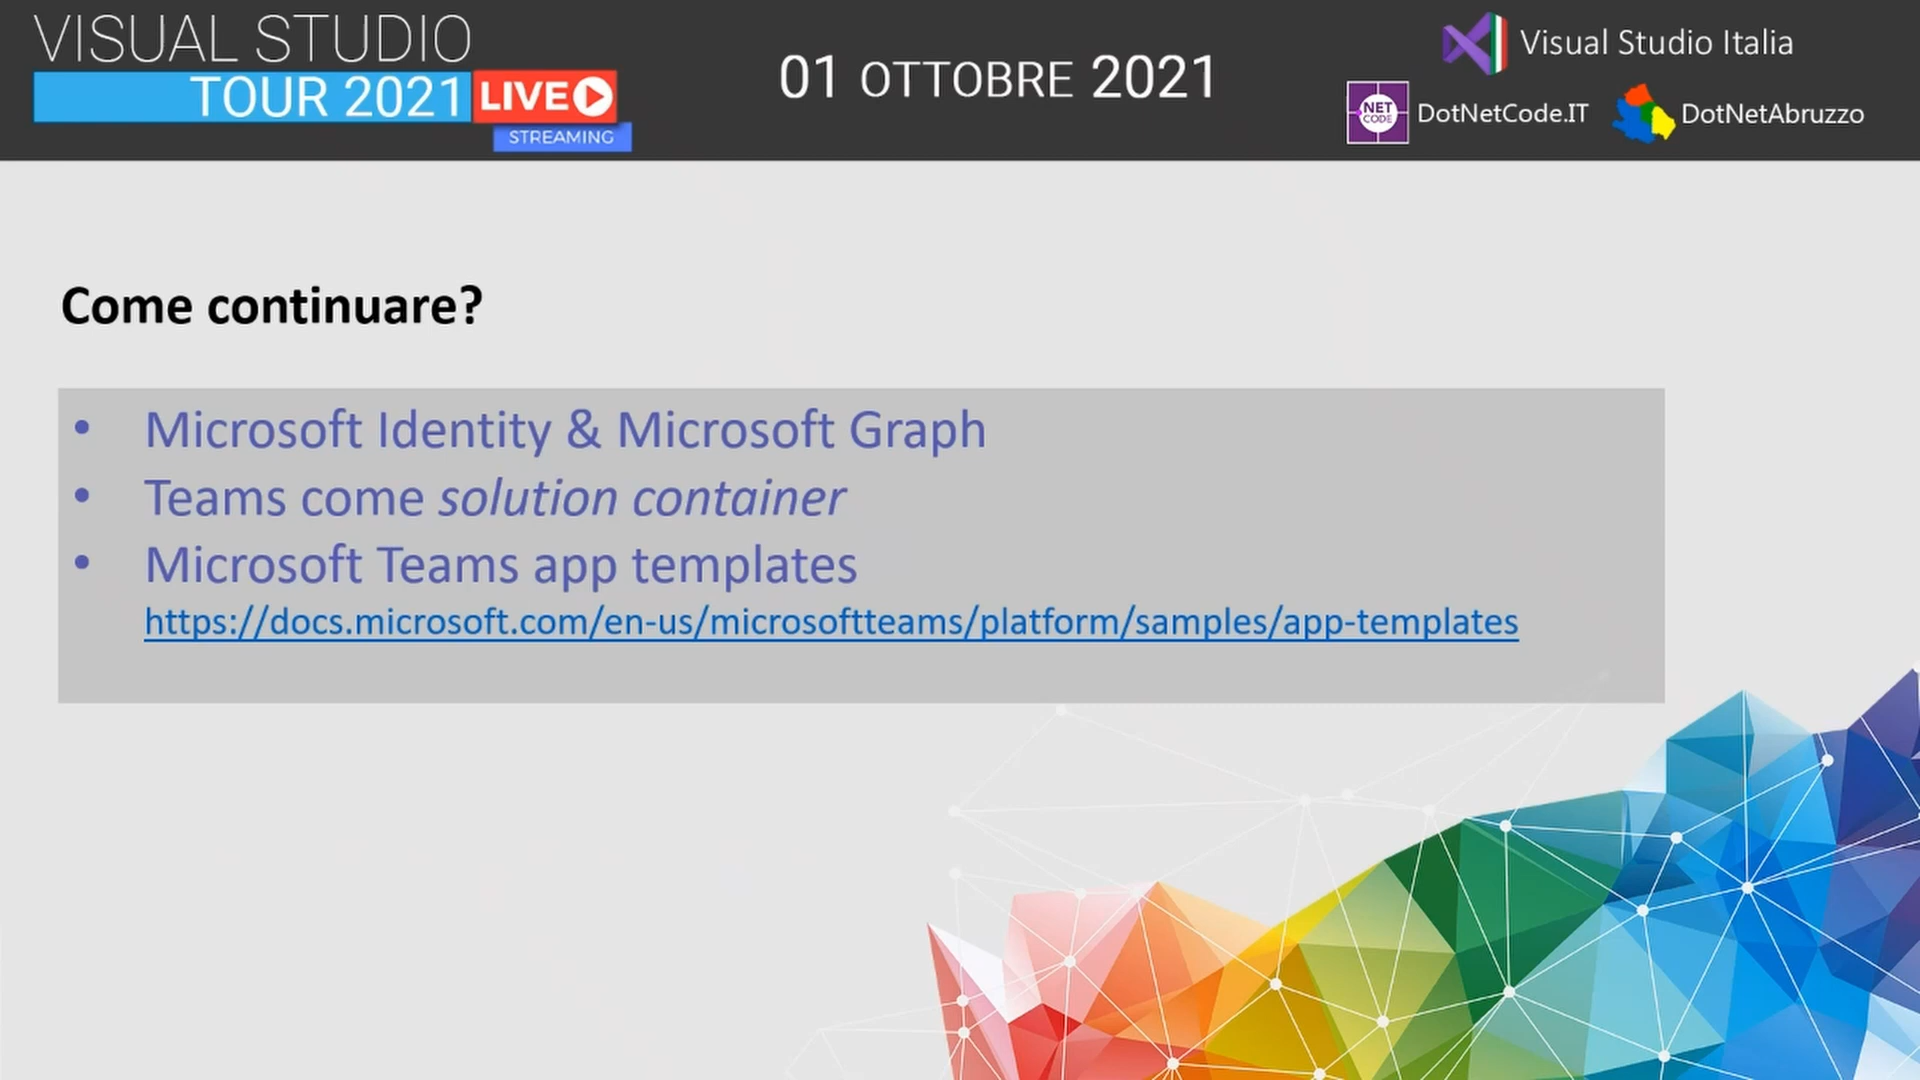 VISUAL STUDIO
TOUR 2021 LIVE
STREAMING
01 OTTOBRE 2021
Visual Studio Italia
NET
CODE
DotNetCode.IT
DotNetAbruzzo
Come continuare?
• Microsoft Identity & Microsoft Graph
• Teams come solution container
• Microsoft Teams app templates
https://docs.microsoft.com/en-us/microsoftteams/platform/samples/app-templates